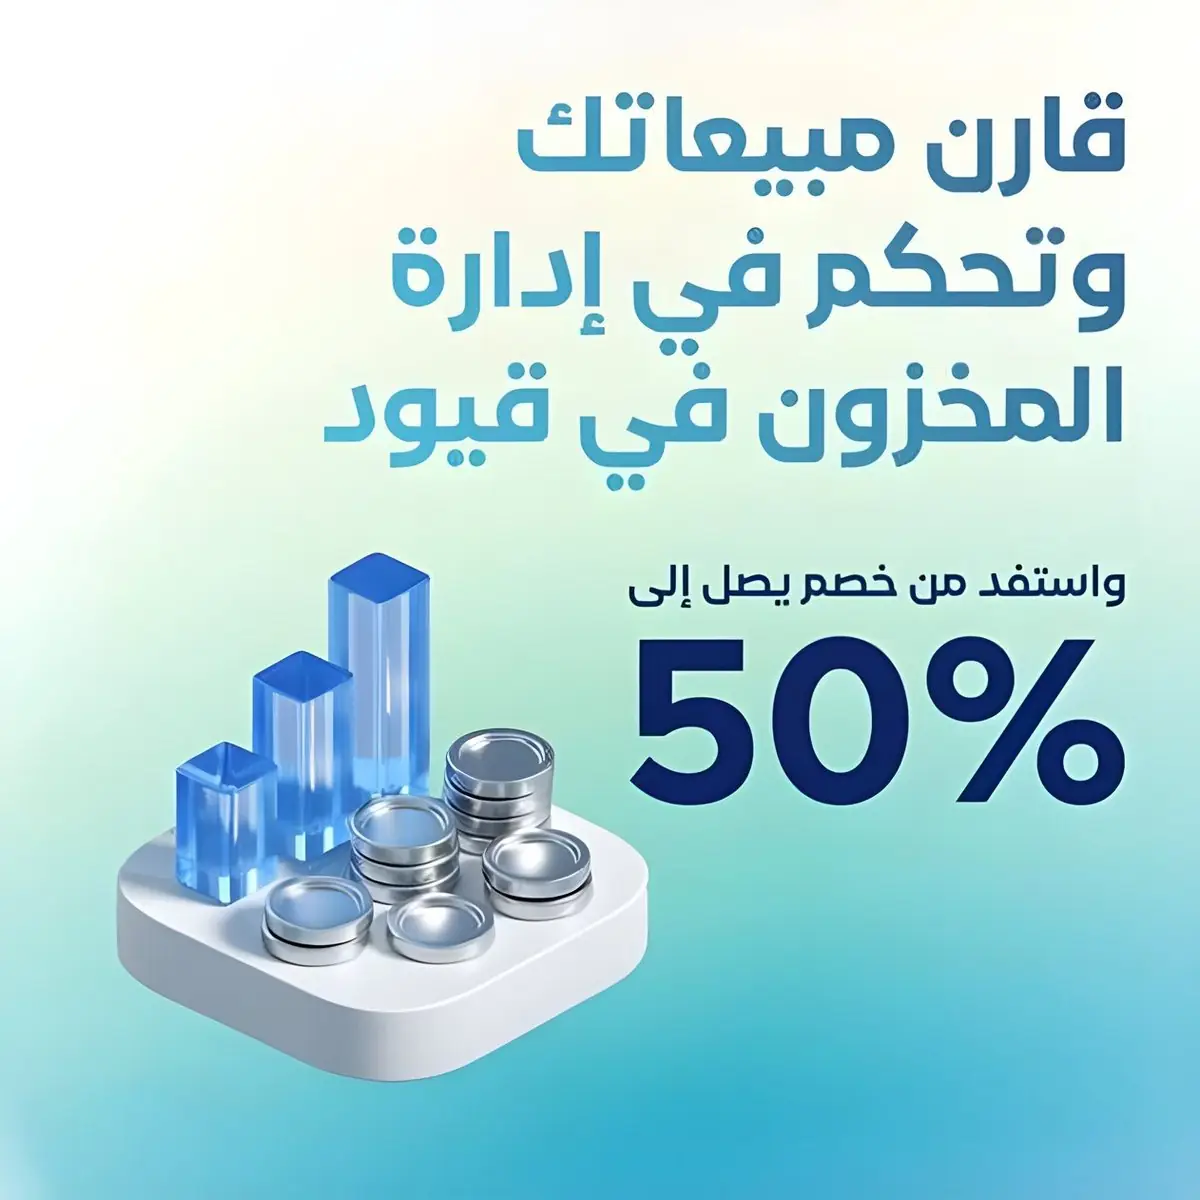 قارن مبيعاتك
وتحكم في إدارة
المخزون في قيود
واستفد من خصم يصل إلى
50%